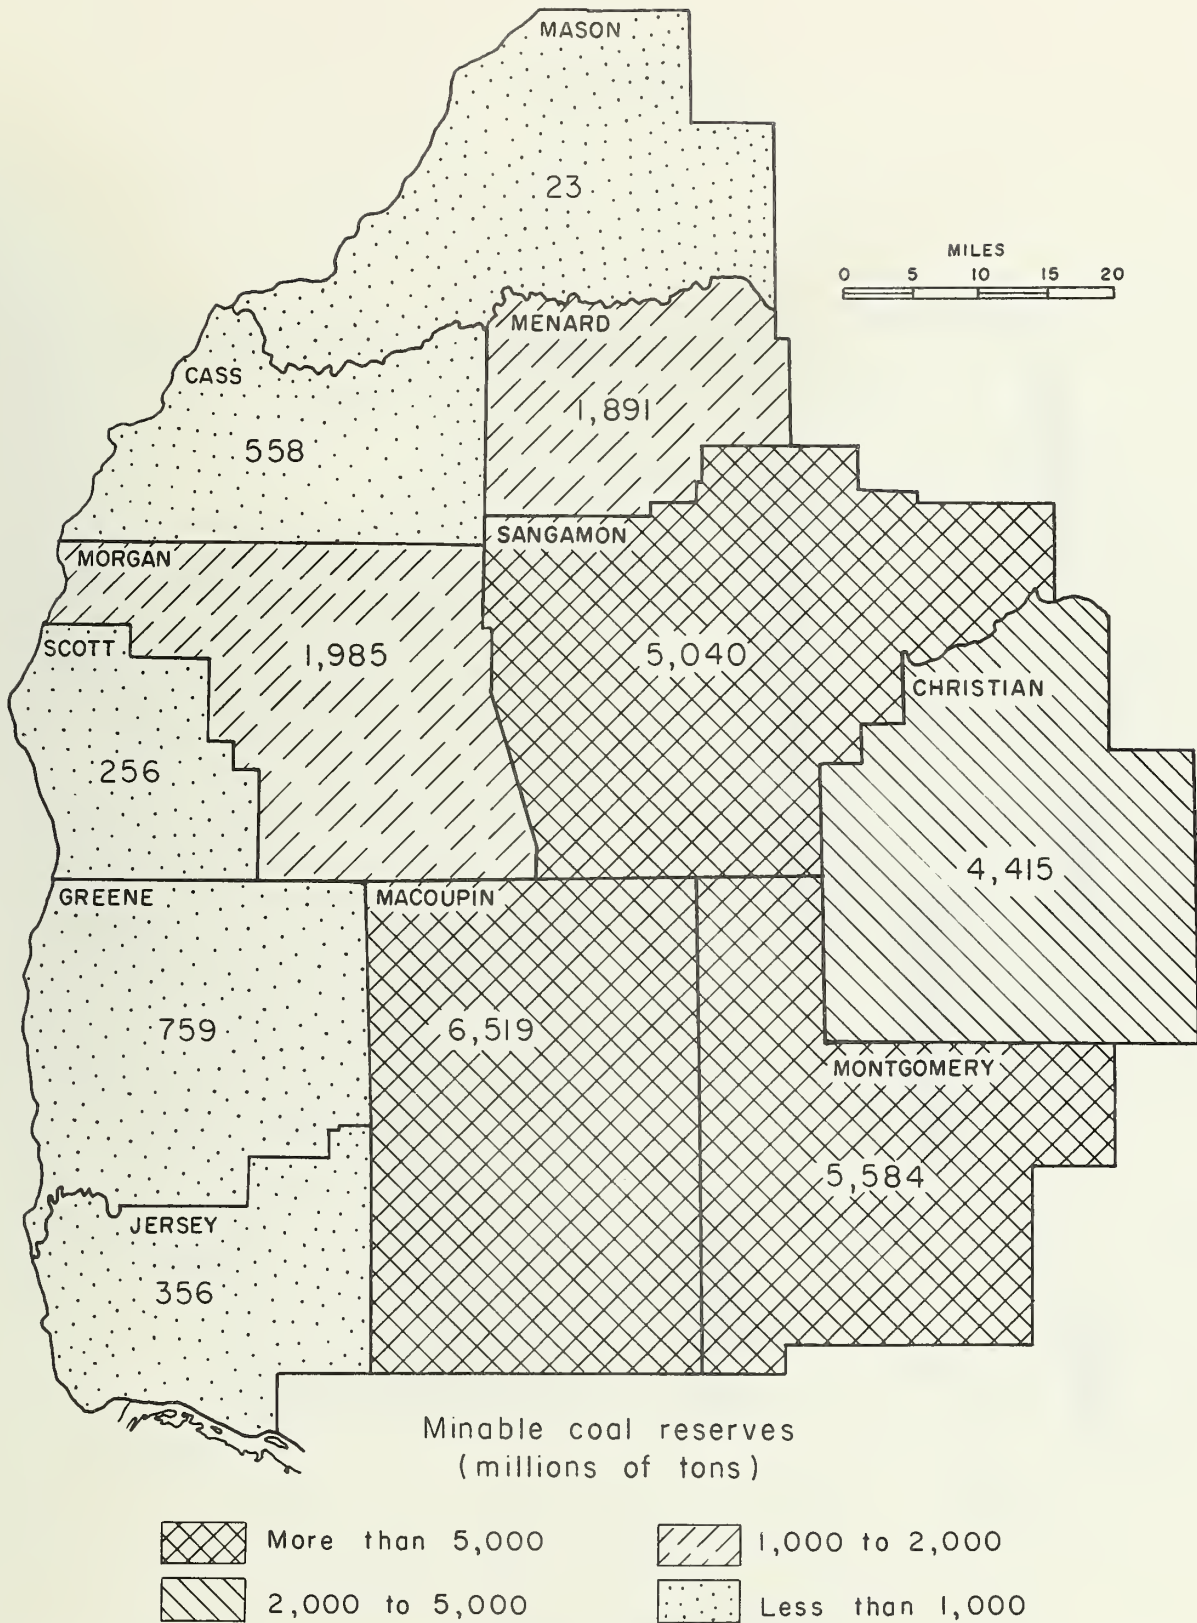 MASON
23
MILES
0 5 10 15 20
MENARD
CASS
1,891
558
SANGAMON
MORGAN
SCOTT
1,985
5,040
CHRISTIAN
256
4,415
GREENE
MACOUPIN
759
6,519
MONTGOMERY
5,584
JERSEY
356
Minable coal reserves
(millions of tons)
More than 5,000
1,000 to 2,000
2,000 to 5,000
Less than 1,000